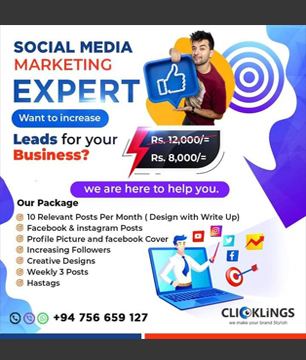 SOCIAL MEDIA
MARKETING
EXPERT
Want to increase
Leads for your
Business?
Rs. 12,000/=
Rs. 8,000/=
we are here to help you.
Our Package
10 Relevant Posts Per Month ( Design with Write Up)
Facebook & instagram Posts
Profile Picture and facebook Cover
Increasing Followers
Creative Designs
Weekly 3 Posts
Hastags
+94 756 659 127
CLICKLINGS
we make your brand Stylish